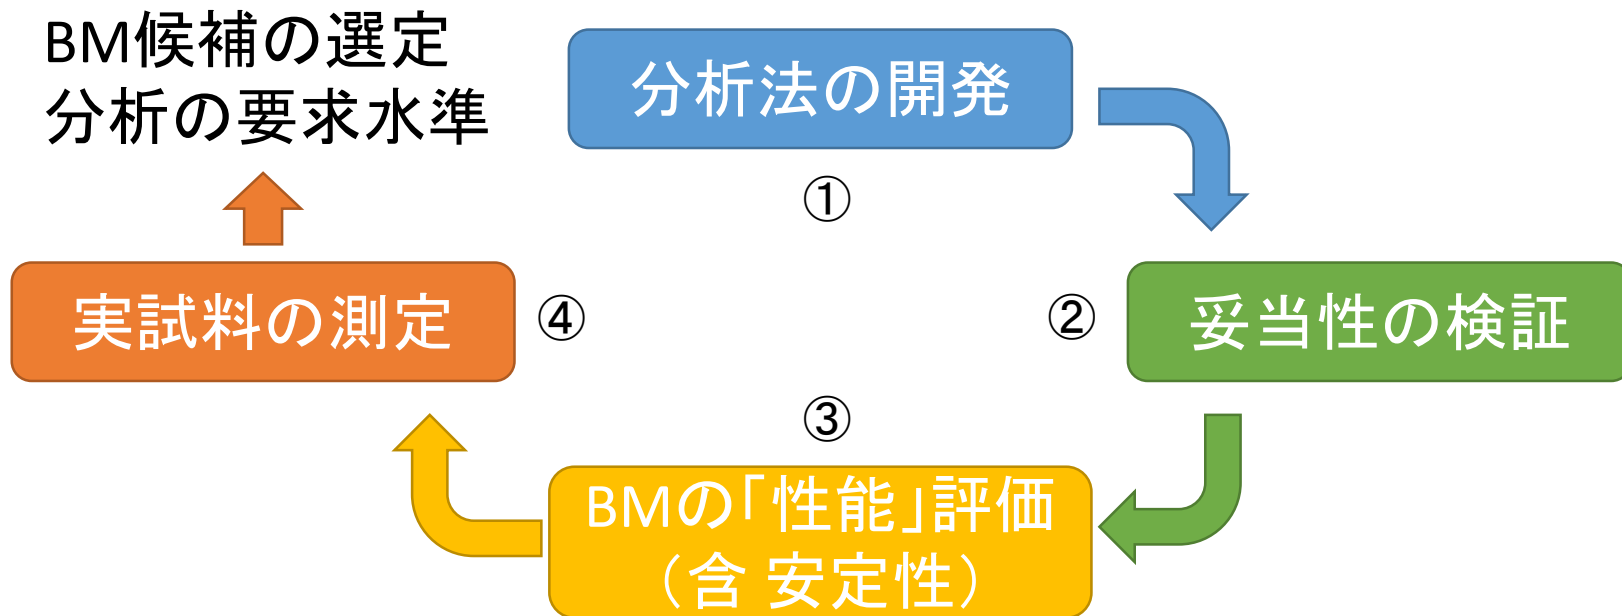 BM候補の選定
分析の要求水準
分析法の開発
①
②
妥当性の検証
③
BMの「性能」評価
（含 安定性）
④
実試料の測定